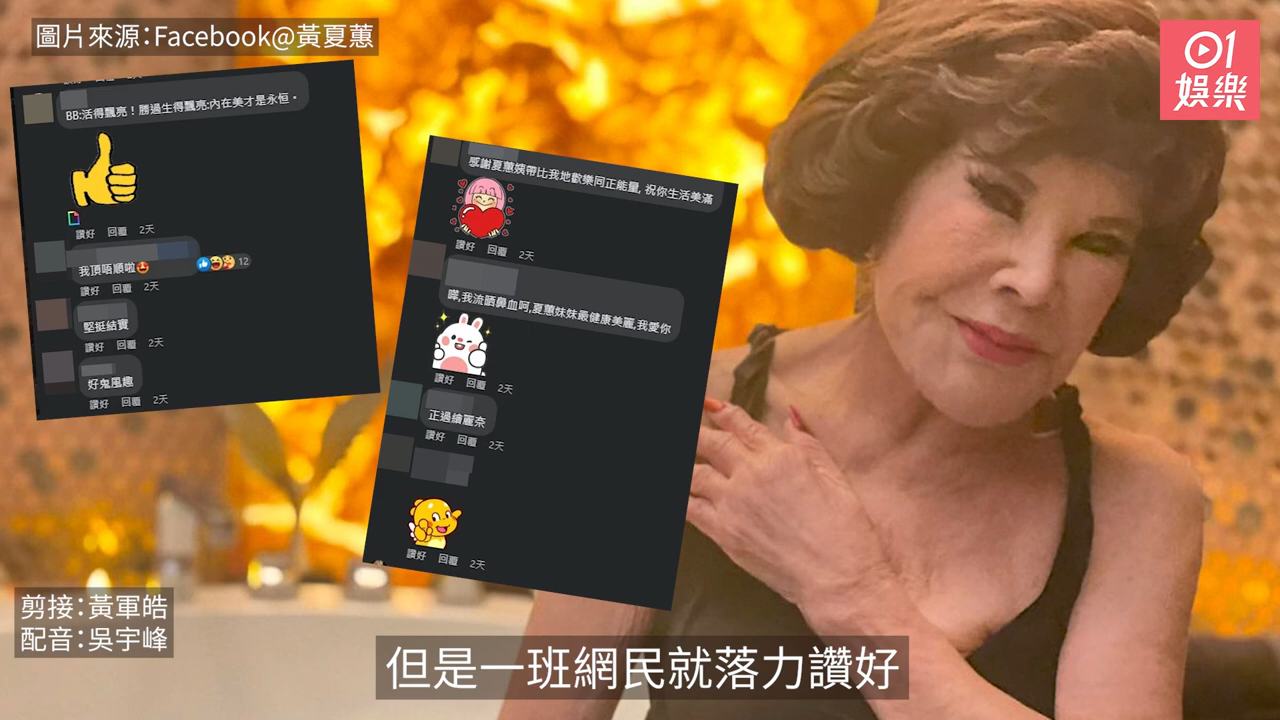 圖片來源：Facebook@黃夏蕙
01
娛樂
BB:活得飄亮！勝過生得飄亮:內在美才是永恒。
讚好 回覆 2天
我頂唔順啦
12
讚好 回覆 2天
堅挺結實
讚好 回覆 2天
好鬼風趣
讚好 回覆 2天
感謝夏蕙姨帶比我地歡樂同正能量, 祝你生活美滿
讚好 回覆 2天
嘩,我流晒鼻血呵,夏蕙妹妹最健康美麗,我愛你
讚好 回覆 2天
正過繪麗奈
讚好 回覆 2天
讚好 回覆 2天
剪接：黃軍皓
配音：吳宇峰
但是一班網民就落力讚好